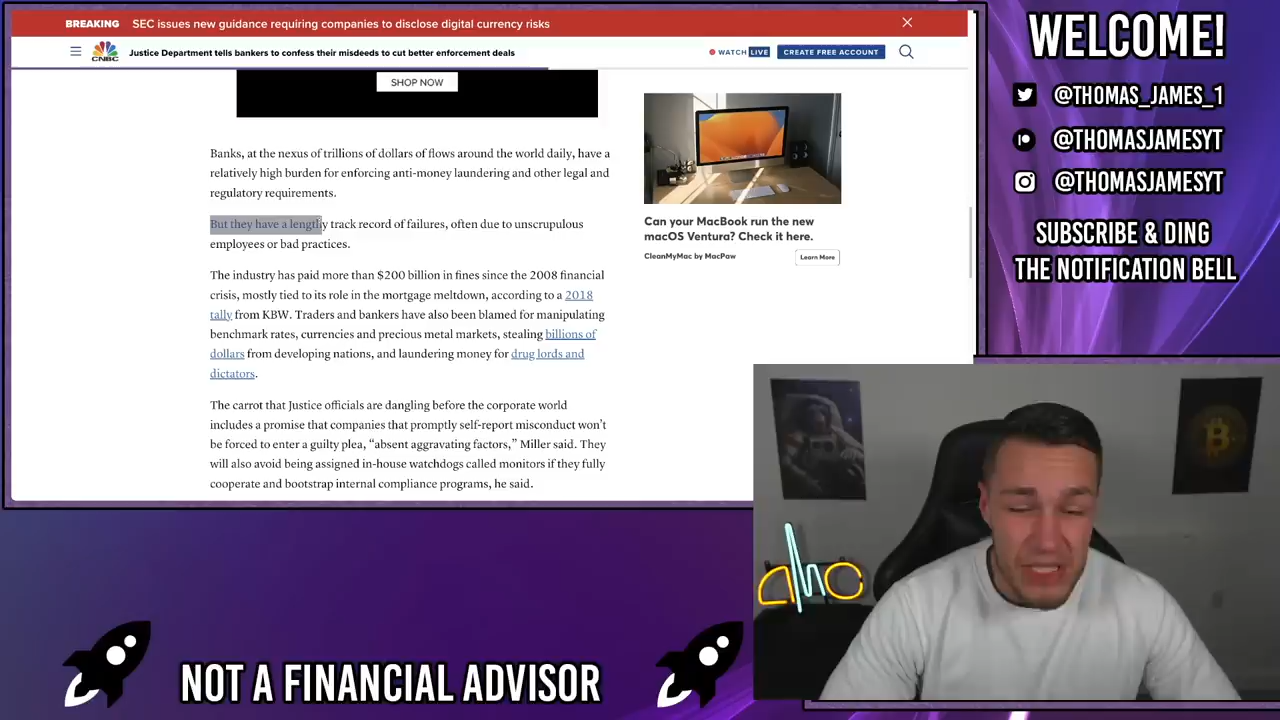 BREAKING SEC issues new guidance requiring companies to disclose digital currency risks
CNBC
Justice Department tells bankers to confess their misdeeds to cut better enforcement deals
WATCH LIVE
CREATE FREE ACCOUNT
SHOP NOW
Banks, at the nexus of trillions of dollars of flows around the world daily, have a
relatively high burden for enforcing anti-money laundering and other legal and
regulatory requirements.
But they have a lengthy track record of failures, often due to unscrupulous
employees or bad practices.
The industry has paid more than $200 billion in fines since the 2008 financial
crisis, mostly tied to its role in the mortgage meltdown, according to a 2018
tally from KBW. Traders and bankers have also been blamed for manipulating
benchmark rates, currencies and precious metal markets, stealing billions of
dollars from developing nations, and laundering money for drug lords and
dictators.
The carrot that Justice officials are dangling before the corporate world
includes a promise that companies that promptly self-report misconduct won't
be forced to enter a guilty plea, “absent aggravating factors,” Miller said. They
will also avoid being assigned in-house watchdogs called monitors if they fully
cooperate and bootstrap internal compliance programs, he said.
Can your MacBook run the new
macOS Ventura? Check it here.
CleanMyMac by MacPaw
Learn More
WELCOME!
@THOMAS_JAMES_1
@THOMASJAMESYT
@THOMASJAMESYT
SUBSCRIBE & DING
THE NOTIFICATION BELL
NOT A FINANCIAL ADVISOR